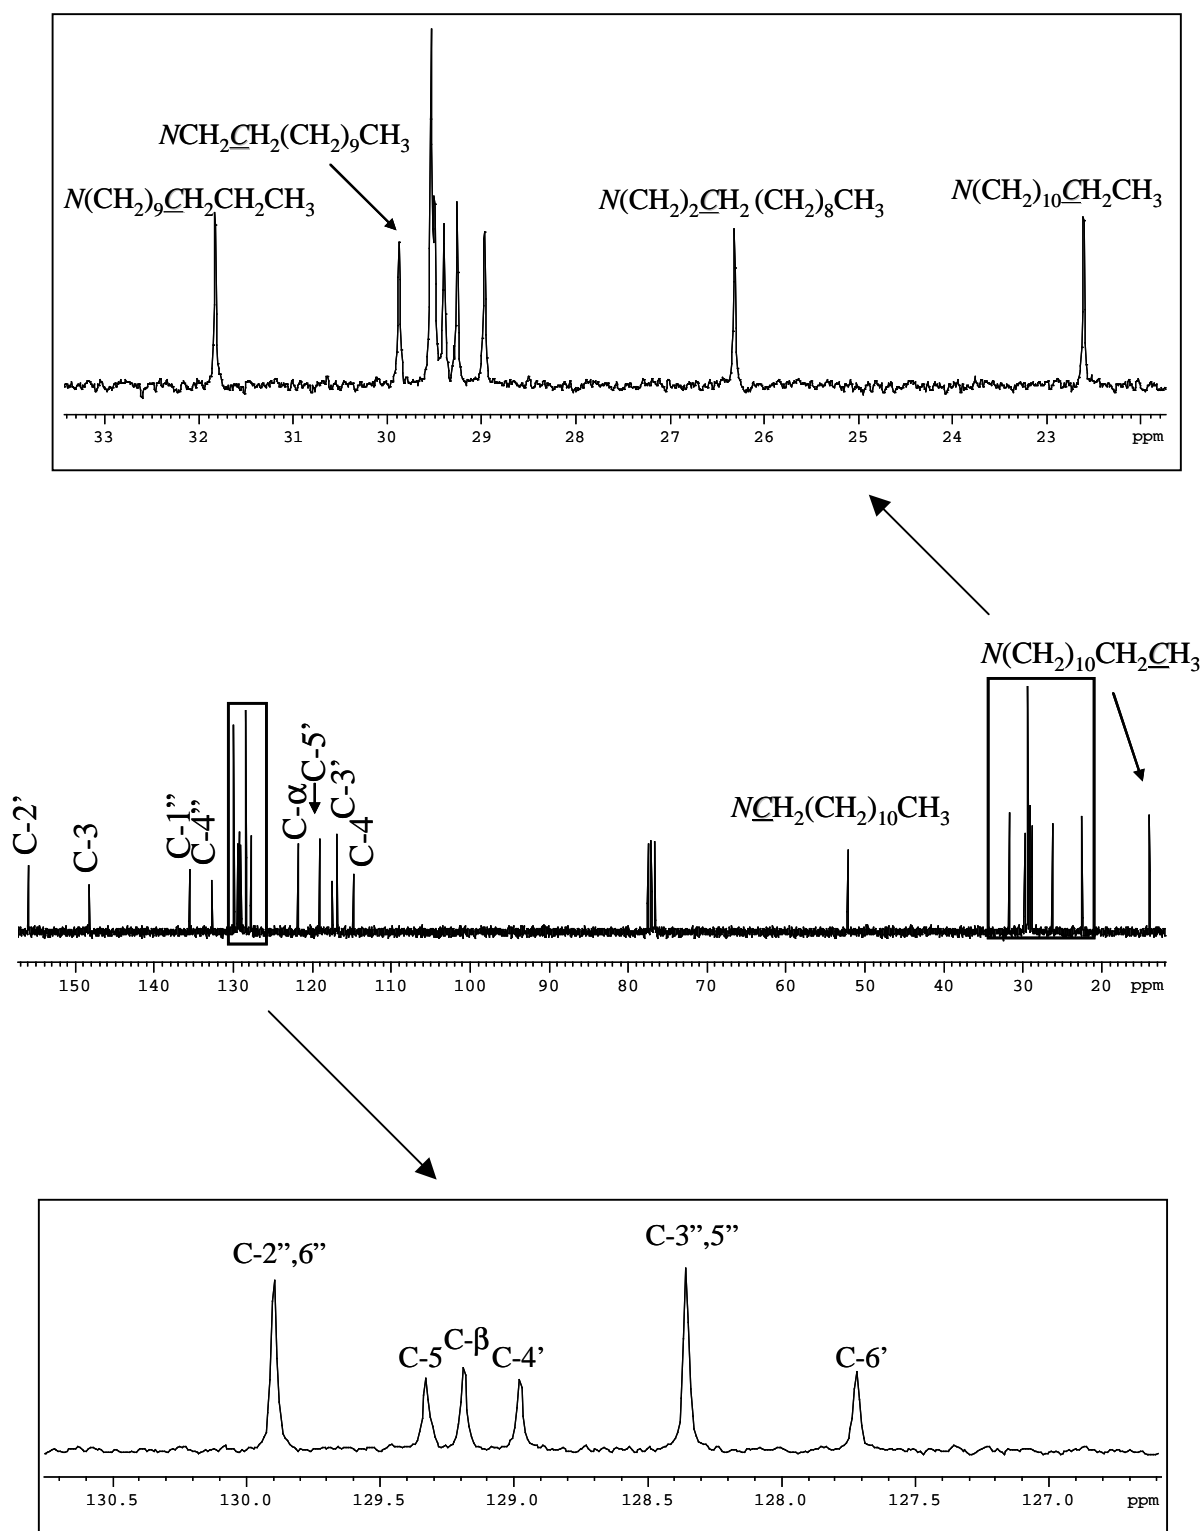 NCH₂CH₂(CH₂)₉CH₃
N(CH₂)₉CH₂CH₂CH₃
N(CH₂)₂CH₂ (CH₂)₈CH₃
N(CH₂)₁₀CH₂CH₃
33 32 31 30 29 28 27 26 25 24 23 ppm
N(CH₂)₁₀CH₂CH₃
NCH₂(CH₂)₁₀CH₃
C-2’
C-3
C-1”
C-4”
C-α
C-5’
C-3’
C-4
150 140 130 120 110 100 90 80 70 60 50 40 30 20 ppm
C-2”,6”
C-5
C-β
C-4’
C-3”,5”
C-6’
130.5 130.0 129.5 129.0 128.5 128.0 127.5 127.0 ppm